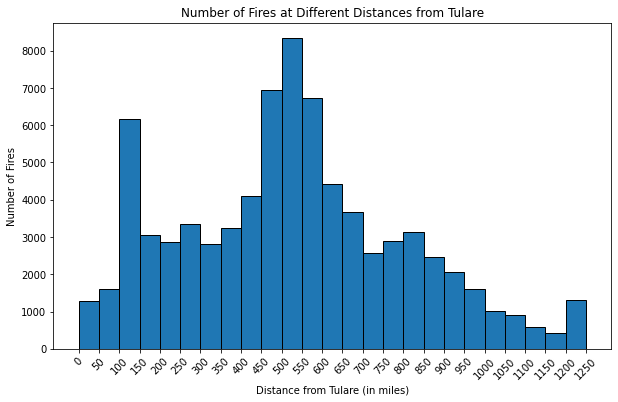 Number of Fires at Different Distances from Tulare
Number of Fires
8000
7000
6000
5000
4000
3000
2000
1000
0
0 50 100 150 200 250 300 350 400 450 500 550 600 650 700 750 800 850 900 950 1000 1050 1100 1150 1200 1250
Distance from Tulare (in miles)